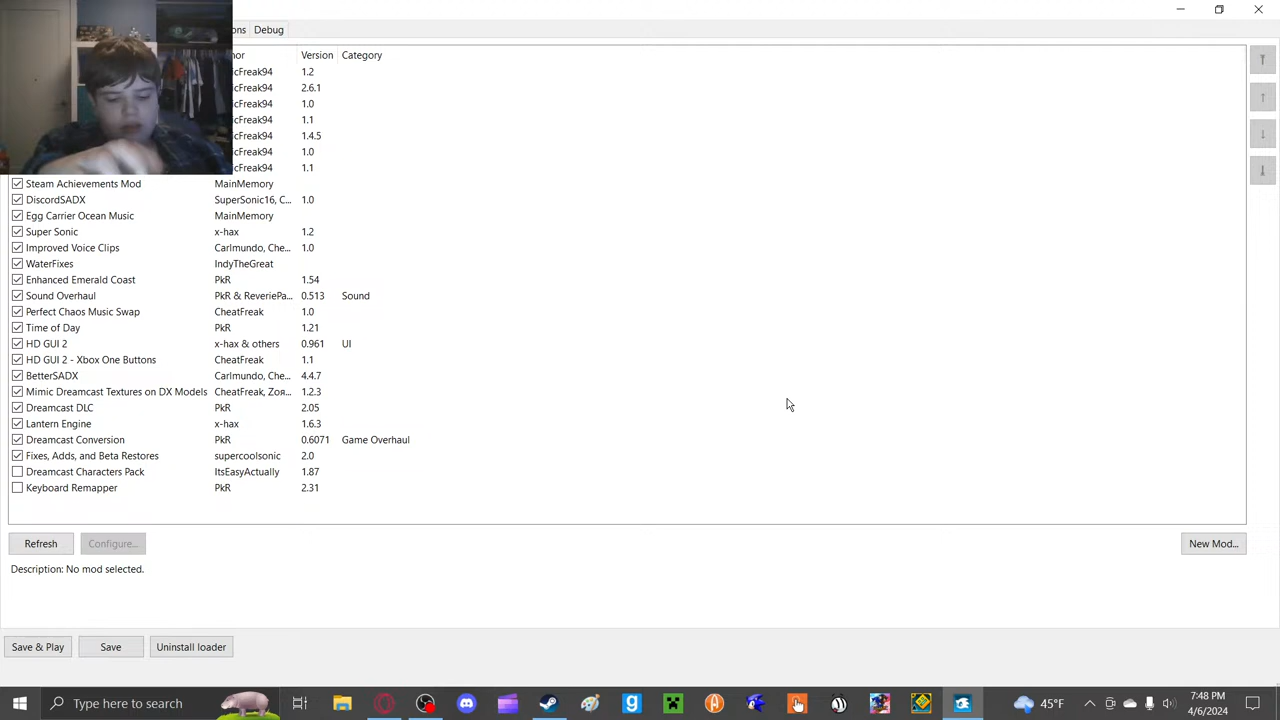 ons Debug
hor Version Category
icFreak94 1.2
icFreak94 2.6.1
icFreak94 1.0
icFreak94 1.1
icFreak94 1.4.5
icFreak94 1.0
icFreak94 1.1
Steam Achievements Mod MainMemory
DiscordSADX SuperSonic16, C... 1.0
Egg Carrier Ocean Music MainMemory
Super Sonic x-hax 1.2
Improved Voice Clips Carlmundo, Che... 1.0
WaterFixes IndyTheGreat
Enhanced Emerald Coast PkR 1.54
Sound Overhaul PkR & ReveriePa... 0.513 Sound
Perfect Chaos Music Swap CheatFreak 1.0
Time of Day PkR 1.21
HD GUI 2 x-hax & others 0.961 UI
HD GUI 2 - Xbox One Buttons CheatFreak 1.1
BetterSADX Carlmundo, Che... 4.4.7
Mimic Dreamcast Textures on DX Models CheatFreak, Zоя... 1.2.3
Dreamcast DLC PkR 2.05
Lantern Engine x-hax 1.6.3
Dreamcast Conversion PkR 0.6071 Game Overhaul
Fixes, Adds, and Beta Restores supercoolsonic 2.0
Dreamcast Characters Pack ItsEasyActually 1.87
Keyboard Remapper PkR 2.31
Refresh Configure... New Mod...
Description: No mod selected.
Save & Play Save Uninstall loader
Type here to search 45°F 7:48 PM
4/6/2024